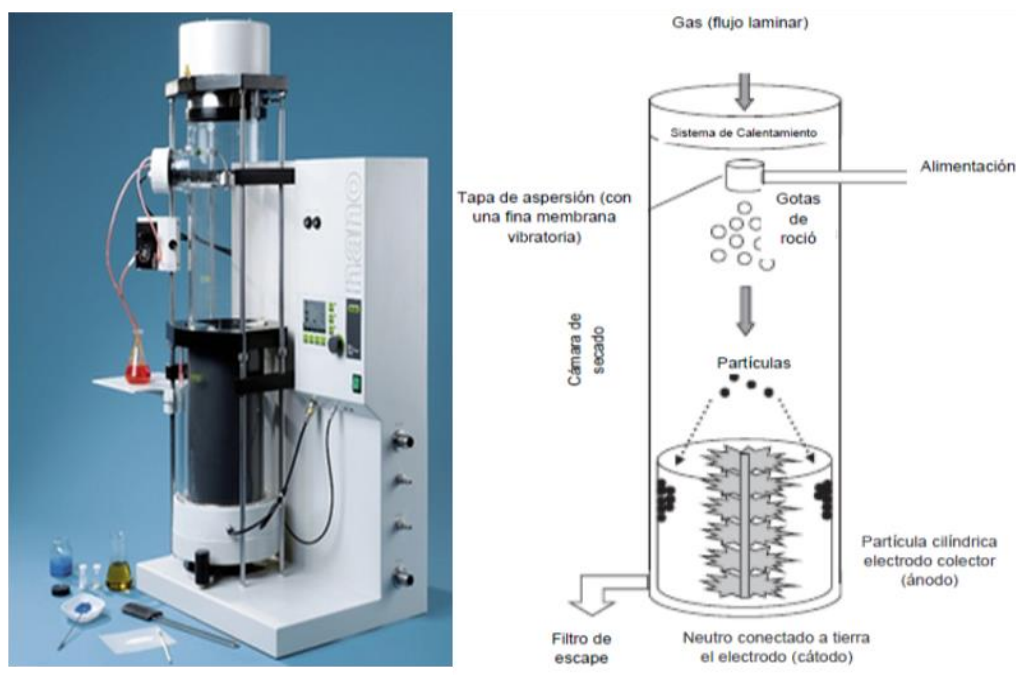 nano
Gas (flujo laminar)
Sistema de Calentamiento
Alimentación
Tapa de aspersión (con
una fina membrana
vibratoria)
Gotas
de
roció
Cámara de
secado
Partículas
Partícula cilíndrica
electrodo colector
(ánodo)
Filtro de
escape
Neutro conectado a tierra
el electrodo (cátodo)